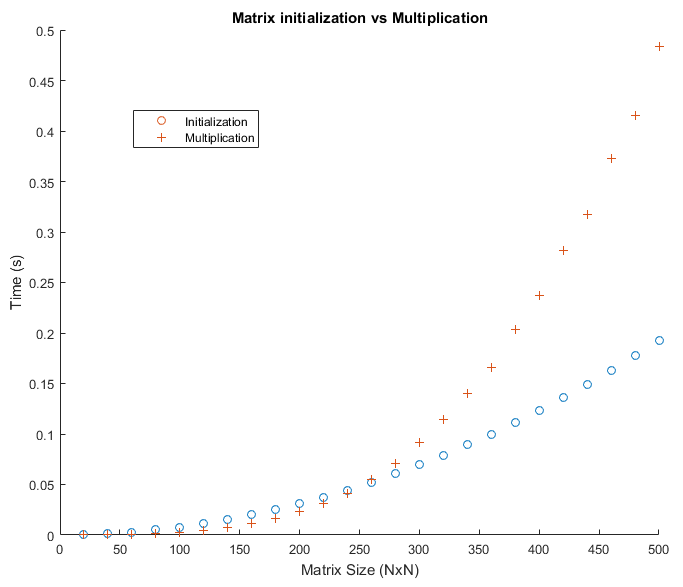 Matrix initialization vs Multiplication
0.5
0.45
0.4
0.35
0.3
0.25
0.2
0.15
0.1
0.05
0
Initialization
Multiplication
Time (s)
0 50 100 150 200 250 300 350 400 450 500
Matrix Size (NxN)